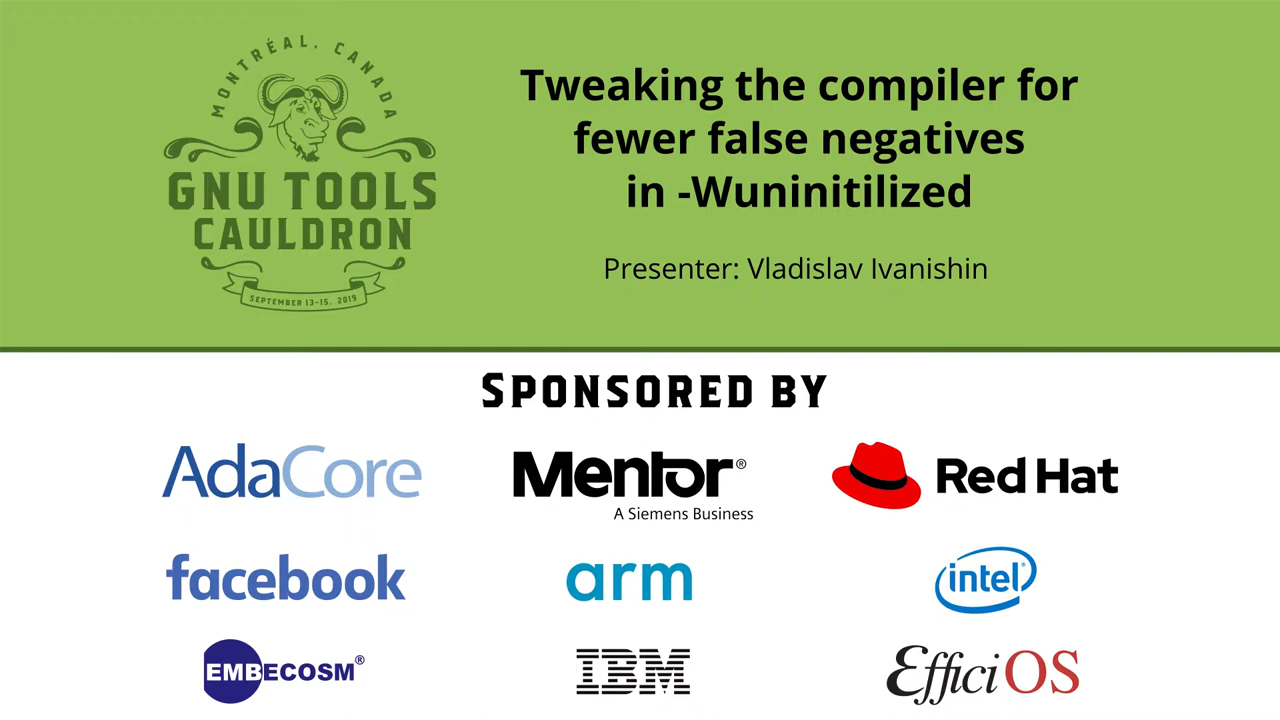 MONTRÉAL, CANADA
GNU TOOLS
CAULDRON
SEPTEMBER 13-15, 2019
Tweaking the compiler for
fewer false negatives
in -Wuninitilized
Presenter: Vladislav Ivanishin
SPONSORED BY
AdaCore
Mentor®
A Siemens Business
Red Hat
facebook
arm
intel®
EMBECOSM®
IBM
EfficiOS